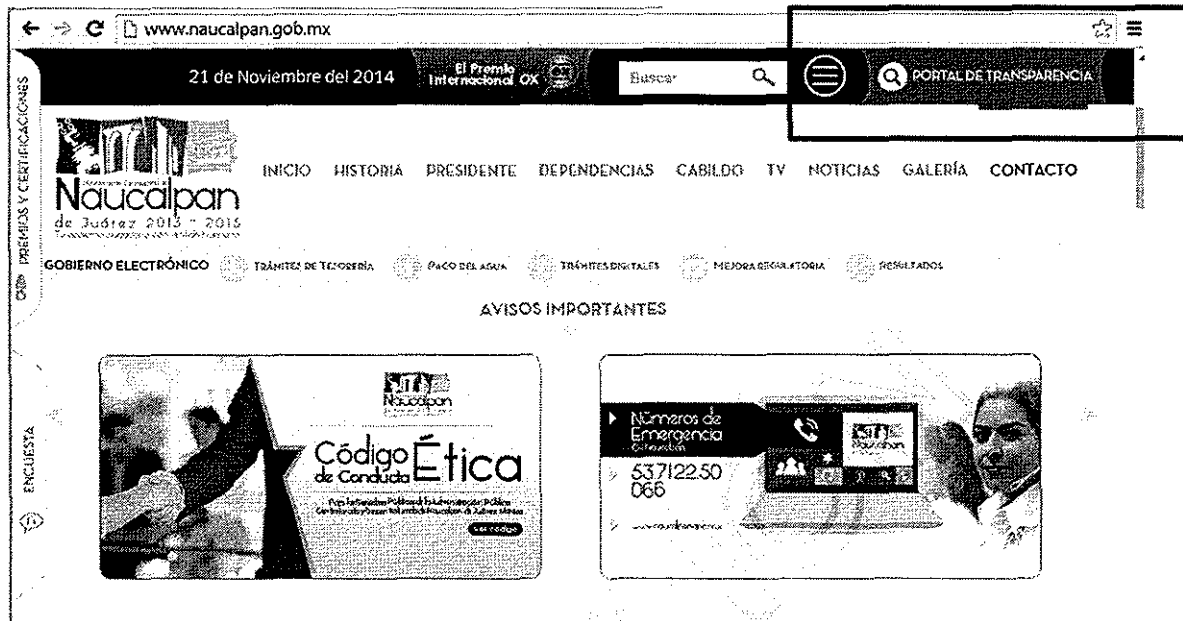 www.naucalpan.gob.mx
21 de Noviembre del 2014
El Premio
Internacional OX
Buscar
PORTAL DE TRANSPARENCIA
PREMIOS Y CERTIFICACIONES
Naucalpan
de Juárez 2013 - 2015
INICIO HISTORIA PRESIDENTE DEPENDENCIAS CABILDO TV NOTICIAS GALERÍA CONTACTO
GOBIERNO ELECTRÓNICO TRÁMITES DE TESORERÍA PAGO DEL AGUA TRÁMITES DIGITALES MEJORA REGULATORIA RESULTADOS
AVISOS IMPORTANTES
ENCUESTA
Naucalpan
Código
de Conducta Ética
Ver código
Números de
Emergencia
53712250
066
Naucalpan